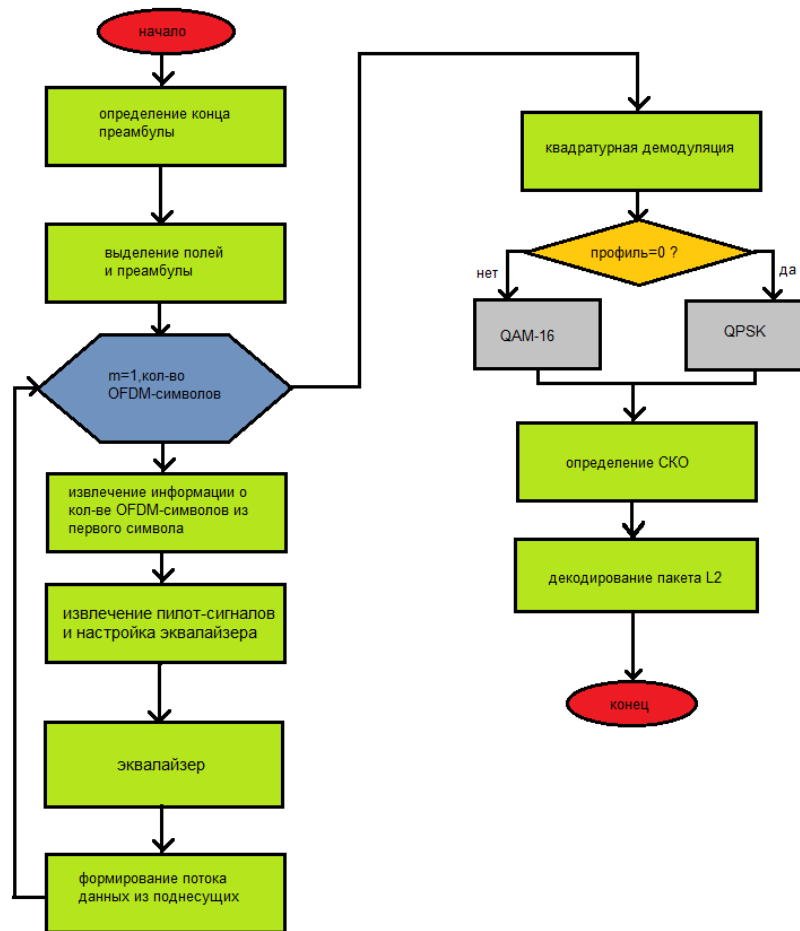 начало
определение конца
преамбулы
выделение полей
и преамбулы
m=1,кол-во
OFDM-символов
извлечение информации о
кол-ве OFDM-символов из
первого символа
извлечение пилот-сигналов
и настройка эквалайзера
эквалайзер
формирование потока
данных из поднесущих
квадратурная демодуляция
профиль=0 ?
нет
да
QAM-16
QPSK
определение СКО
декодирование пакета L2
конец